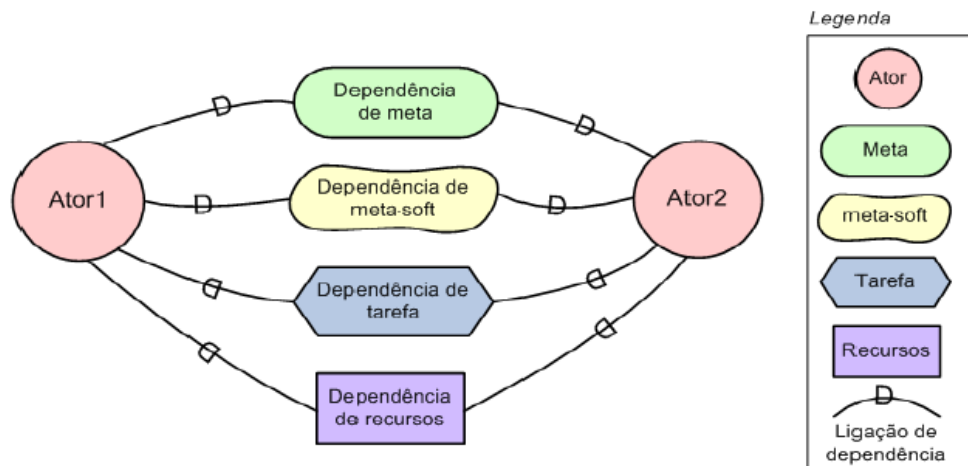 Legenda
Ator
Meta
meta-soft
Tarefa
Recursos
D
Ligação de
dependência
Ator1
Ator2
D
Dependência
de meta
D
D
Dependência de
meta-soft
D
D
Dependência de
tarefa
D
D
Dependência
de recursos
D